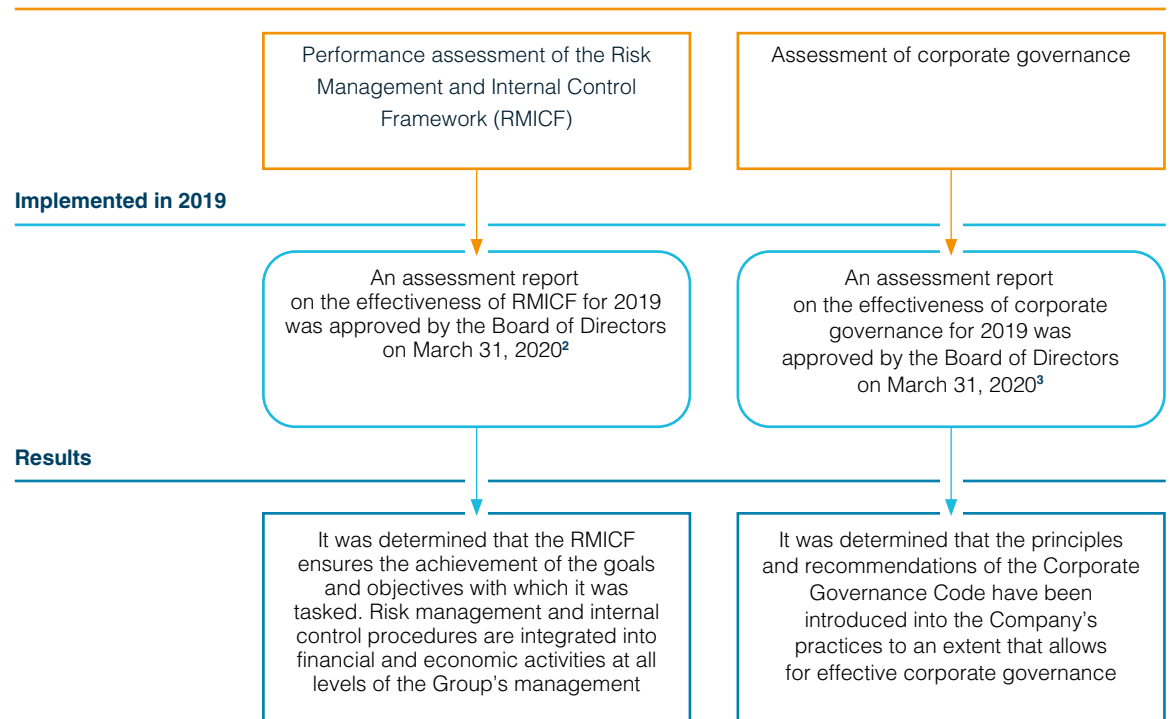 Performance assessment of the Risk
Management and Internal Control
Framework (RMICF)
Assessment of corporate governance
Implemented in 2019
An assessment report
on the effectiveness of RMICF for 2019
was approved by the Board of Directors
on March 31, 2020²
An assessment report
on the effectiveness of corporate
governance for 2019 was
approved by the Board of Directors
on March 31, 2020³
Results
It was determined that the RMICF
ensures the achievement of the goals
and objectives with which it was
tasked. Risk management and internal
control procedures are integrated into
financial and economic activities at all
levels of the Group’s management
It was determined that the principles
and recommendations of the Corporate
Governance Code have been
introduced into the Company’s
practices to an extent that allows
for effective corporate governance